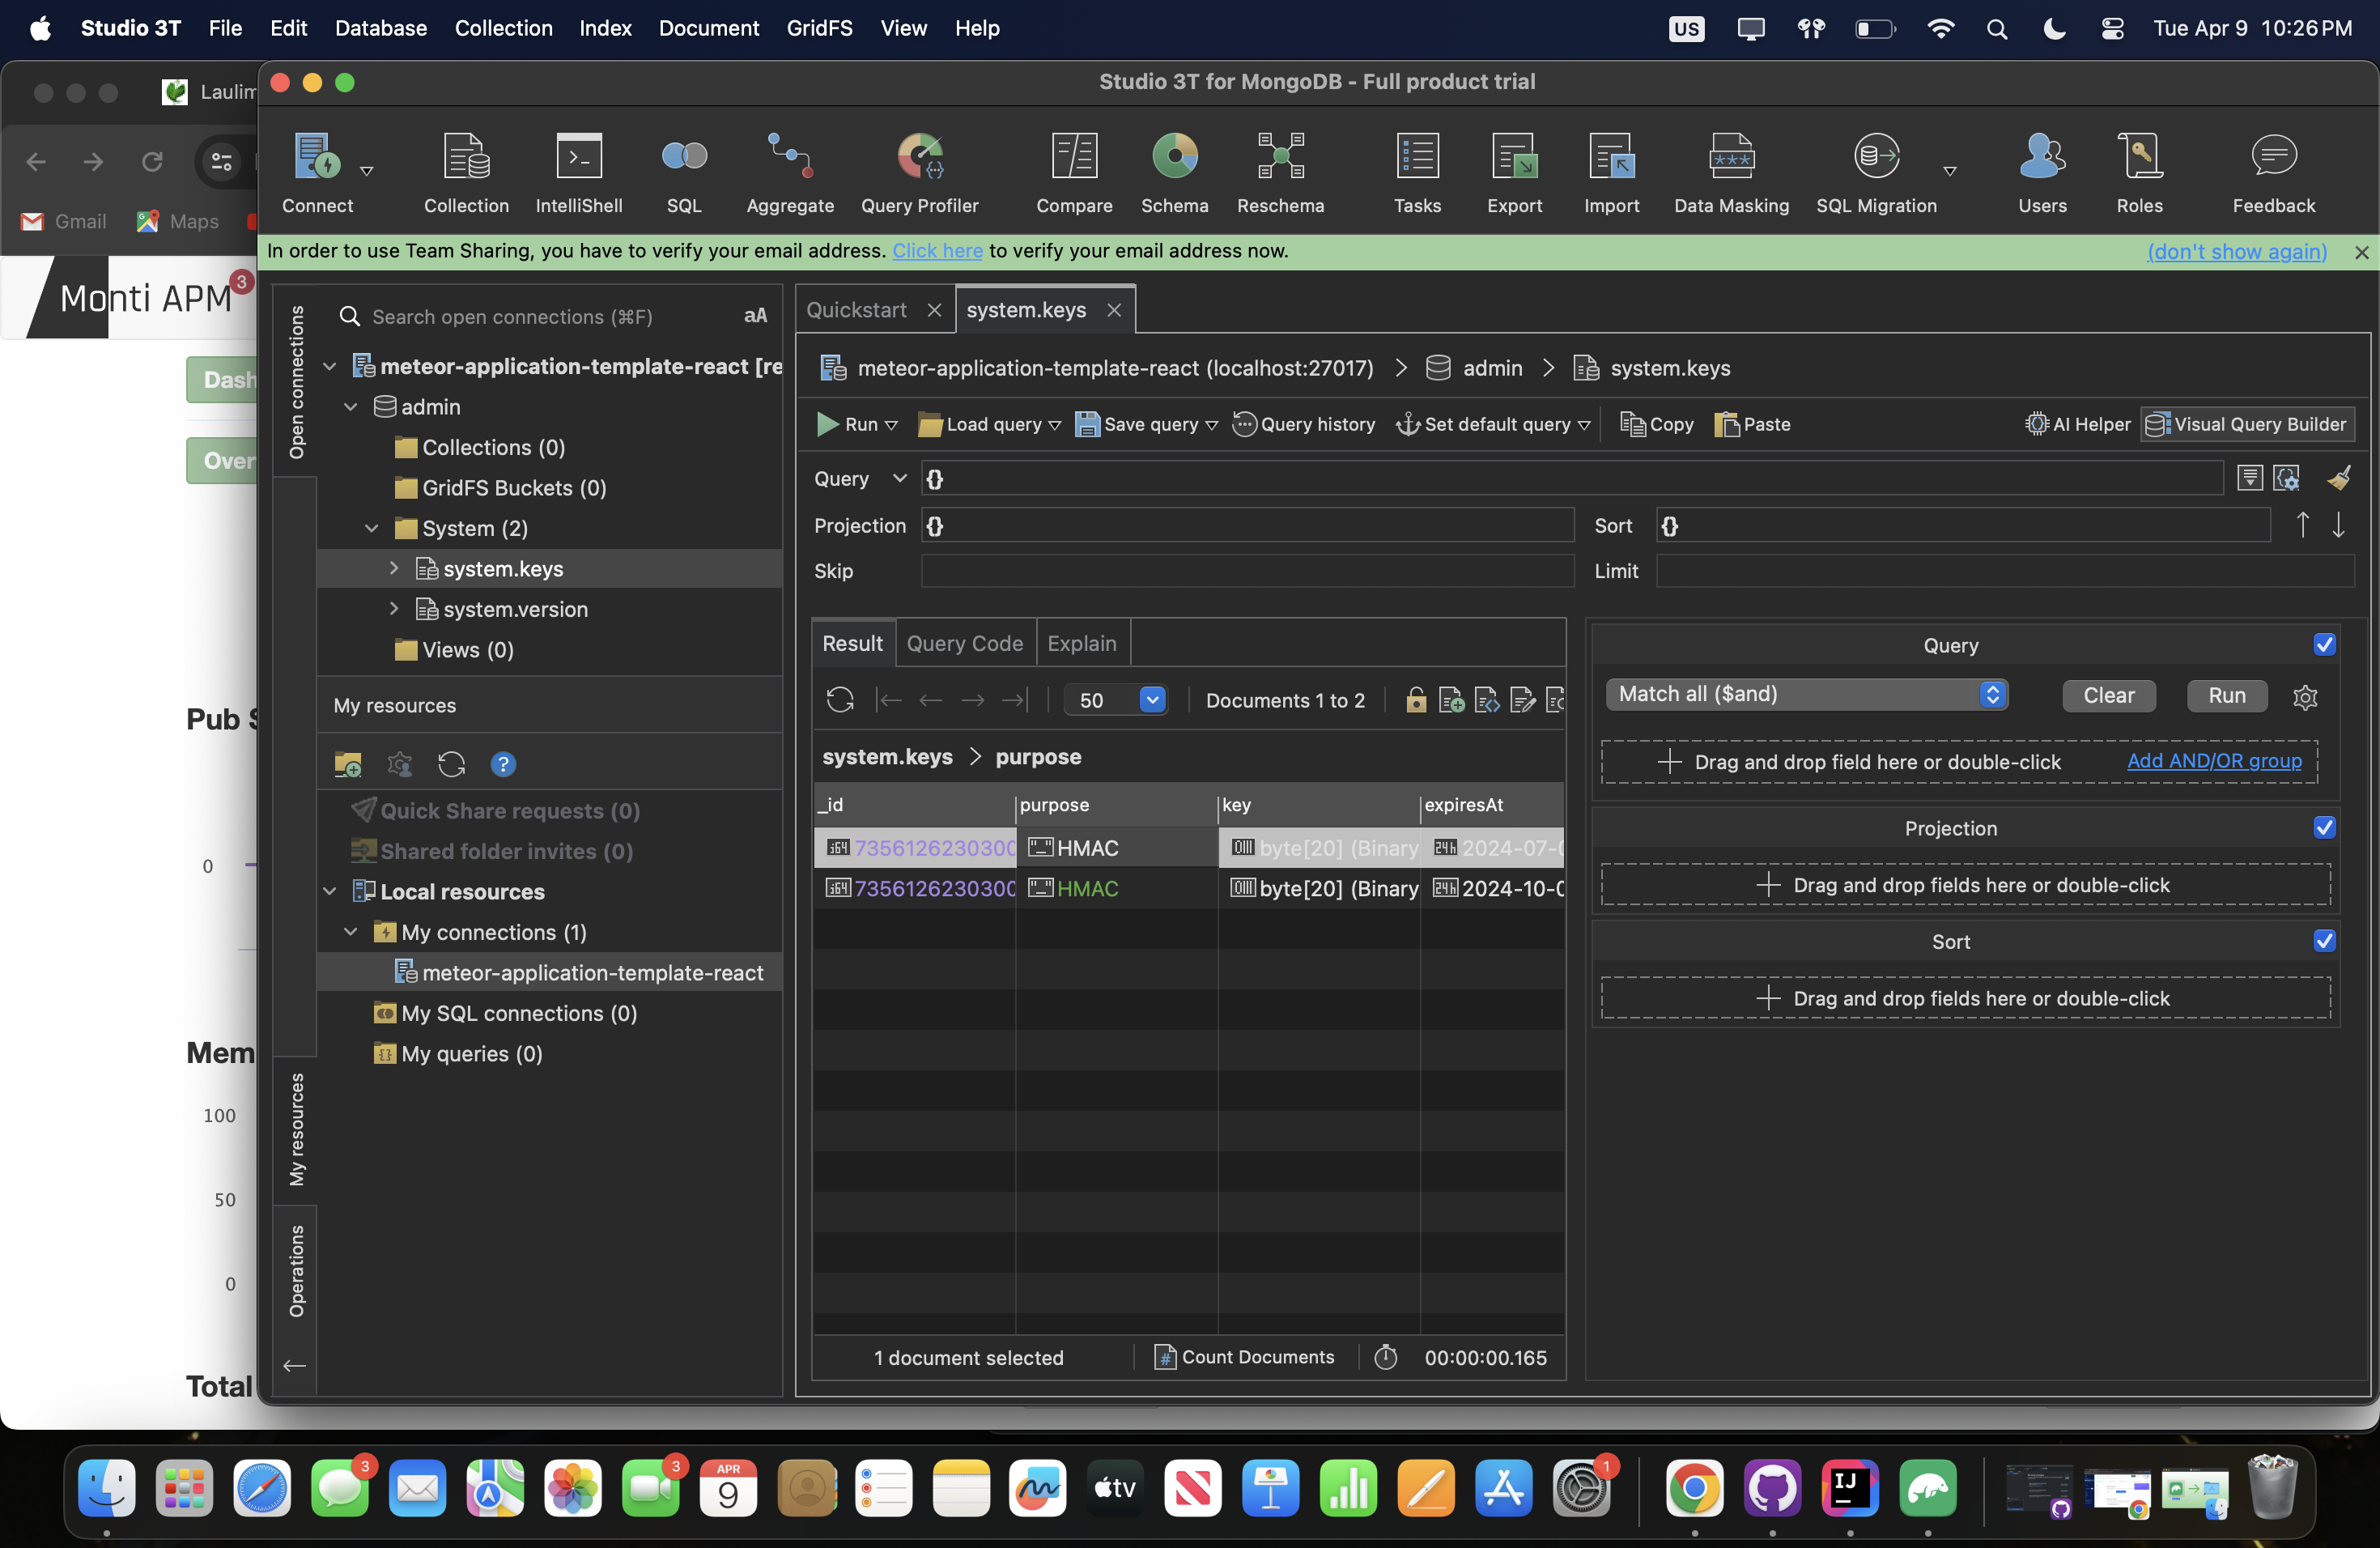 Studio 3T File Edit Database Collection Index Document GridFS View Help
US Tue Apr 9 10:26 PM
Studio 3T for MongoDB - Full product trial
Gmail Maps
Monti APM 3
Pub
Mem
100
50
0
Total
0
Connect Collection IntelliShell SQL Aggregate Query Profiler Compare Schema Reschema Tasks Export Import Data Masking SQL Migration Users Roles Feedback
In order to use Team Sharing, you have to verify your email address. Click here to verify your email address now.
(don't show again)
Open connections
Search open connections (⌘F) aA
meteor-application-template-react [re
admin
Collections (0)
GridFS Buckets (0)
System (2)
system.keys
system.version
Views (0)
My resources
?
Quick Share requests (0)
Shared folder invites (0)
Local resources
My connections (1)
meteor-application-template-react
My SQL connections (0)
My queries (0)
My resources
Operations
Quickstart system.keys
meteor-application-template-react (localhost:27017) > admin > system.keys
Run Load query Save query Query history Set default query Copy Paste AI Helper Visual Query Builder
Query {}
Projection {} Sort {}
Skip Limit
Result Query Code Explain
50 Documents 1 to 2
system.keys > purpose
_id purpose key expiresAt
7356126230300 HMAC byte[20] (Binary 2024-07-0
7356126230300 HMAC byte[20] (Binary 2024-10-0
1 document selected Count Documents 00:00:00.165
Query
Match all ($and) Clear Run
Drag and drop field here or double-click Add AND/OR group
Projection
Drag and drop fields here or double-click
Sort
Drag and drop fields here or double-click
3 3 APR 9 tv 1 IJ